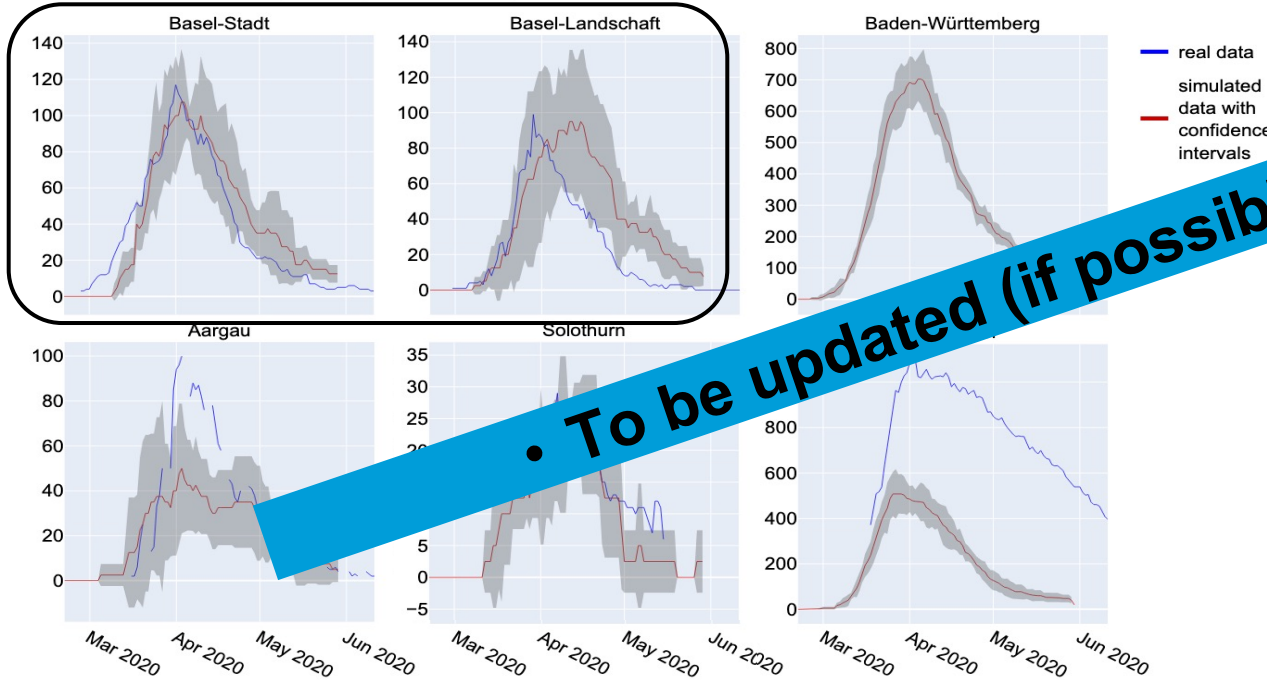 Basel-Stadt
Basel-Landschaft
Baden-Württemberg
140
120
100
80
60
40
20
0
140
120
100
80
60
40
20
0
800
700
600
500
400
300
200
100
0
real data
simulated
data with
confidence
intervals
• To be updated (if possib
Aargau
Solothurn
100
80
60
40
20
0
35
30
25
5
0
−5
800
600
400
200
0
Mar 2020
Apr 2020
May 2020
Jun 2020
Mar 2020
Apr 2020
May 2020
Jun 2020
Mar 2020
Apr 2020
May 2020
Jun 2020